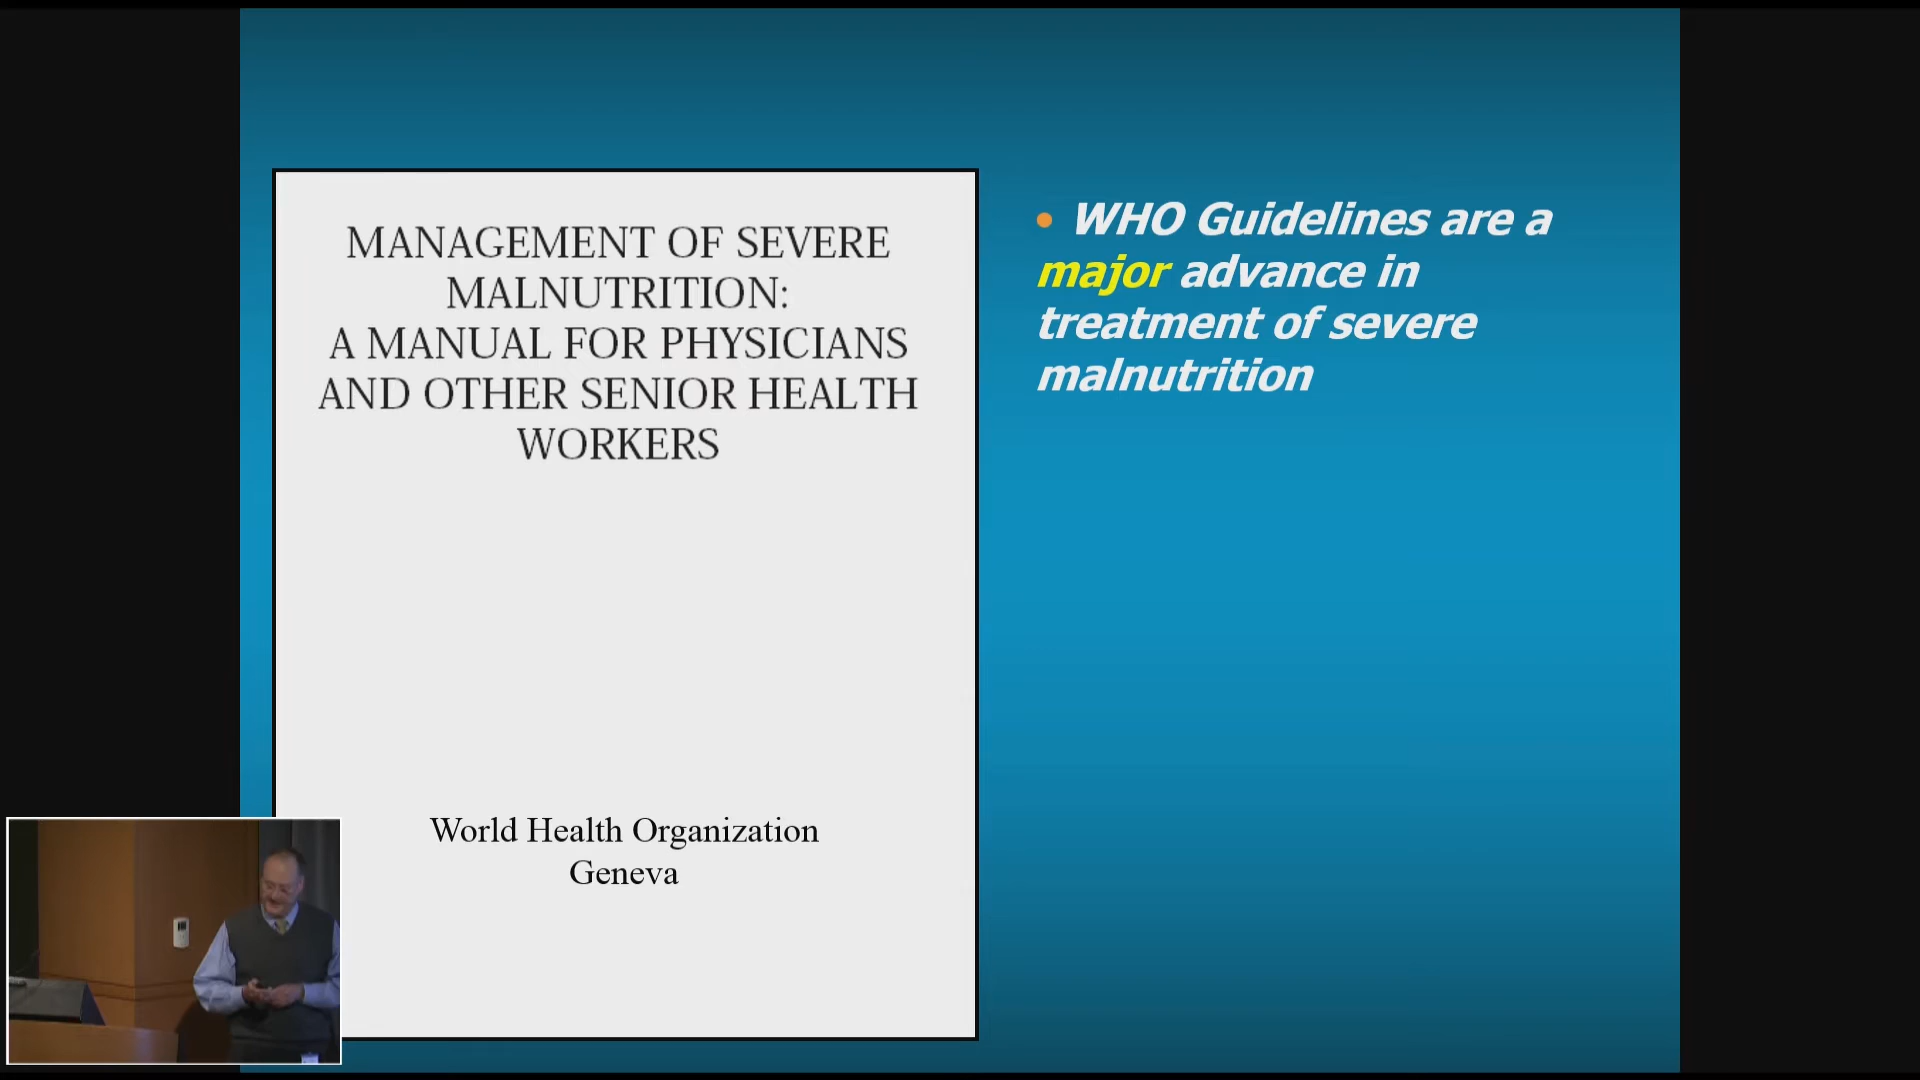 MANAGEMENT OF SEVERE
MALNUTRITION:
A MANUAL FOR PHYSICIANS
AND OTHER SENIOR HEALTH
WORKERS
World Health Organization
Geneva
• WHO Guidelines are a
major advance in
treatment of severe
malnutrition